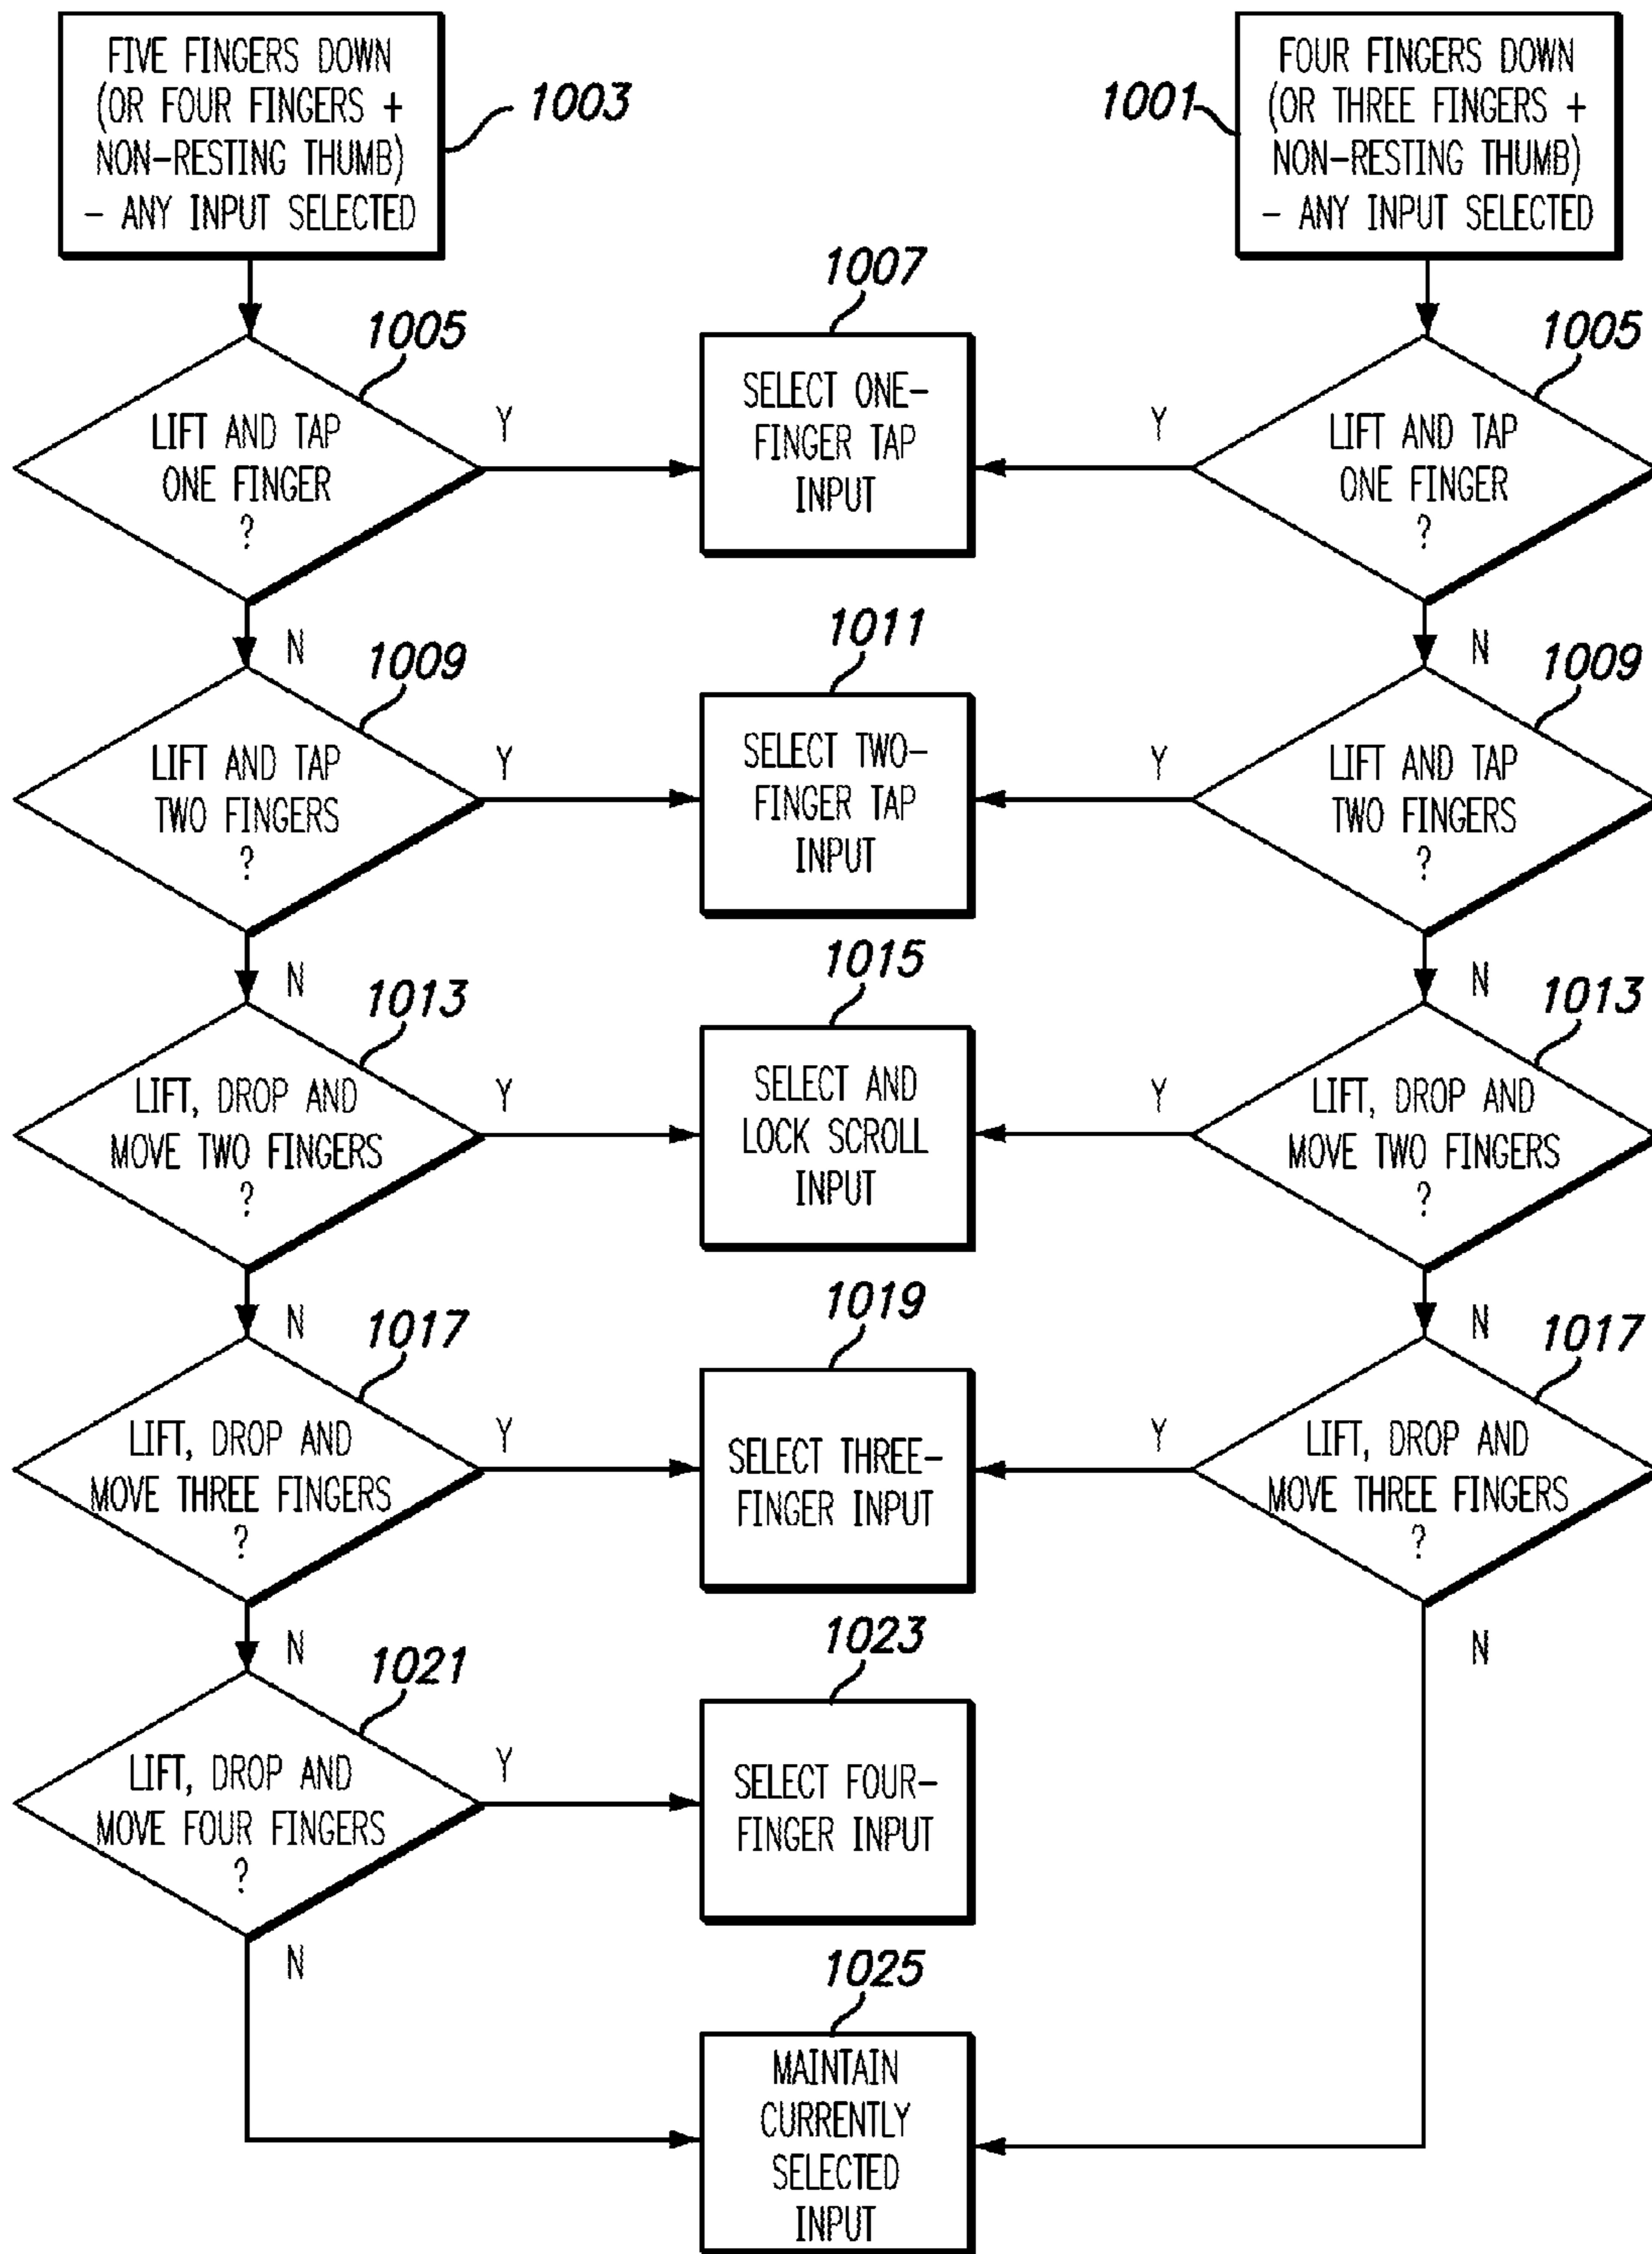 FIVE FINGERS DOWN
(OR FOUR FINGERS +
NON-RESTING THUMB)
- ANY INPUT SELECTED
1003
1001
FOUR FINGERS DOWN
(OR THREE FINGERS +
NON-RESTING THUMB)
- ANY INPUT SELECTED
1005
LIFT AND TAP
ONE FINGER
?
Y
N
1007
SELECT ONE-
FINGER TAP
INPUT
1005
LIFT AND TAP
ONE FINGER
?
Y
N
1009
LIFT AND TAP
TWO FINGERS
?
Y
N
1011
SELECT TWO-
FINGER TAP
INPUT
1009
LIFT AND TAP
TWO FINGERS
?
Y
N
1013
LIFT, DROP AND
MOVE TWO FINGERS
?
Y
N
1015
SELECT AND
LOCK SCROLL
INPUT
1013
LIFT, DROP AND
MOVE TWO FINGERS
?
Y
N
1017
LIFT, DROP AND
MOVE THREE FINGERS
?
Y
N
1019
SELECT THREE-
FINGER INPUT
1017
LIFT, DROP AND
MOVE THREE FINGERS
?
Y
N
1021
LIFT, DROP AND
MOVE FOUR FINGERS
?
Y
N
1023
SELECT FOUR-
FINGER INPUT
1025
MAINTAIN
CURRENTLY
SELECTED
INPUT